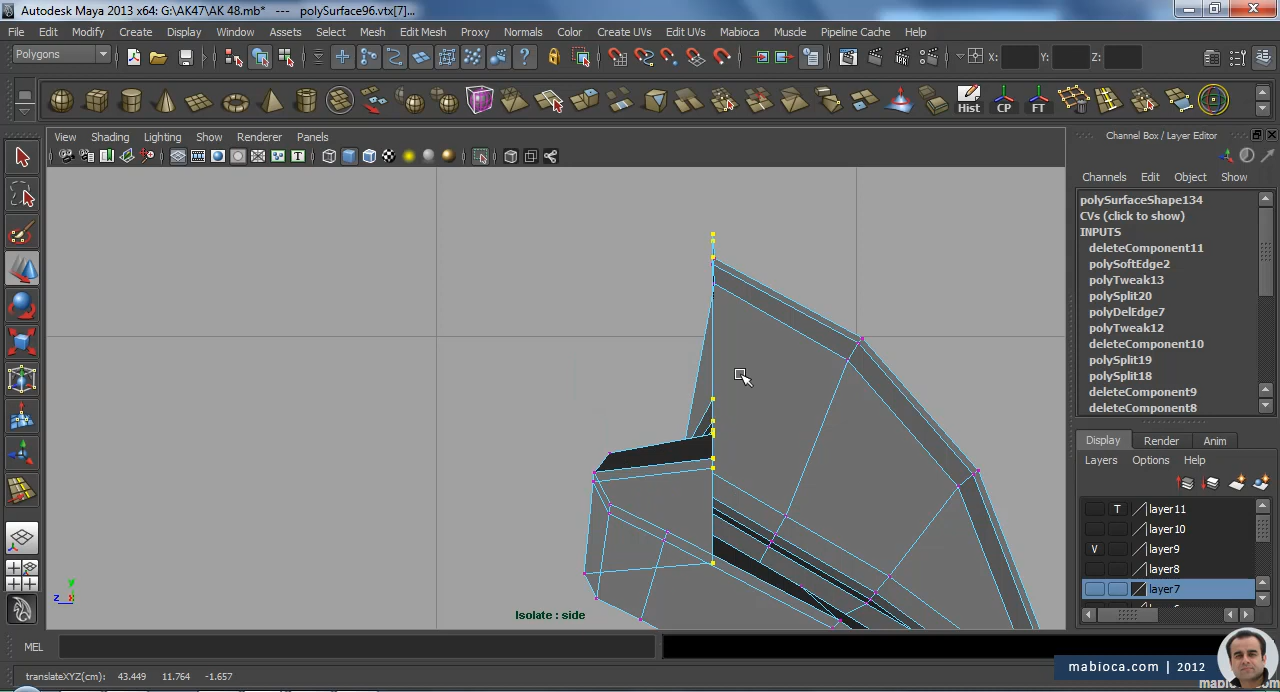 Autodesk Maya 2013 x64: G:\AK47\AK 48.mb* --- polySurface96.vtx[7]...
File Edit Modify Create Display Window Assets Select Mesh Edit Mesh Proxy Normals Color Create UVs Edit UVs Mabioca Muscle Pipeline Cache Help
Polygons
X: Y: Z:
Hist CP FT
View Shading Lighting Show Renderer Panels
Channel Box / Layer Editor
Channels Edit Object Show
polySurfaceShape134
CVs (click to show)
INPUTS
deleteComponent11
polySoftEdge2
polyTweak13
polySplit20
polyDelEdge7
polyTweak12
deleteComponent10
polySplit19
polySplit18
deleteComponent9
deleteComponent8
Display Render Anim
Layers Options Help
T layer11
layer10
V layer9
layer8
layer7
y
z x
Isolate : side
MEL
mabioca.com | 2012
translateXYZ(cm): 43.449 11.764 -1.657
mabioca.com